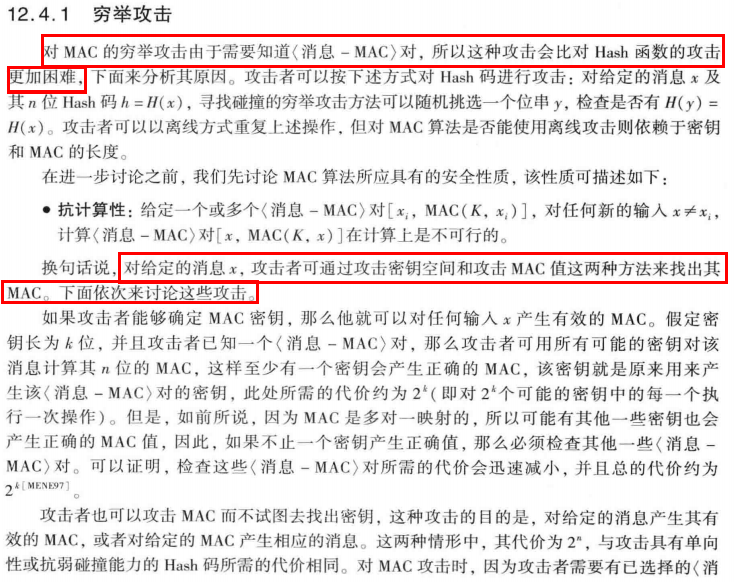 12.4.1 穷举攻击
对 MAC 的穷举攻击由于需要知道〈消息 – MAC〉对，所以这种攻击会比对 Hash 函数的攻击
更加困难，下面来分析其原因。攻击者可以按下述方式对 Hash 码进行攻击：对给定的消息 x 及
其 n 位 Hash 码 h = H(x)，寻找碰撞的穷举攻击方法可以随机挑选一个位串 y，检查是否有 H(y) =
H(x)。攻击者可以以离线方式重复上述操作，但对 MAC 算法是否能使用离线攻击则依赖于密钥
和 MAC 的长度。
在进一步讨论之前，我们先讨论 MAC 算法所应具有的安全性质，该性质可描述如下：
● 抗计算性：给定一个或多个〈消息 – MAC〉对[xᵢ, MAC(K, xᵢ)]，对任何新的输入 x ≠ xᵢ，
计算〈消息 – MAC〉对[x, MAC(K, x)]在计算上是不可行的。
换句话说，对给定的消息 x，攻击者可通过攻击密钥空间和攻击 MAC 值这两种方法来找出其
MAC。下面依次来讨论这些攻击。
如果攻击者能够确定 MAC 密钥，那么他就可以对任何输入 x 产生有效的 MAC。假定密
钥长为 k 位，并且攻击者已知一个〈消息 – MAC〉对，那么攻击者可用所有可能的密钥对该
消息计算其 n 位的 MAC，这样至少有一个密钥会产生正确的 MAC，该密钥就是原来用来产
生该〈消息 – MAC〉对的密钥，此处所需的代价约为 2ᵏ(即对 2ᵏ个可能的密钥中的每一个执
行一次操作)。但是，如前所说，因为 MAC 是多对一映射的，所以可能有其他一些密钥也会
产生正确的 MAC 值，因此，如果不止一个密钥产生正确值，那么必须检查其他一些〈消息 –
MAC〉对。可以证明，检查这些〈消息 – MAC〉对所需的代价会迅速减小，并且总的代价约为
2ᵏ[MENE97]。
攻击者也可以攻击 MAC 而不试图去找出密钥，这种攻击的目的是，对给定的消息产生其有
效的 MAC，或者对给定的 MAC 产生相应的消息。这两种情形中，其代价为 2ⁿ，与攻击具有单向
性或抗弱碰撞能力的 Hash 码所需的代价相同。对 MAC 攻击时，因为攻击者需要有已选择的〈消